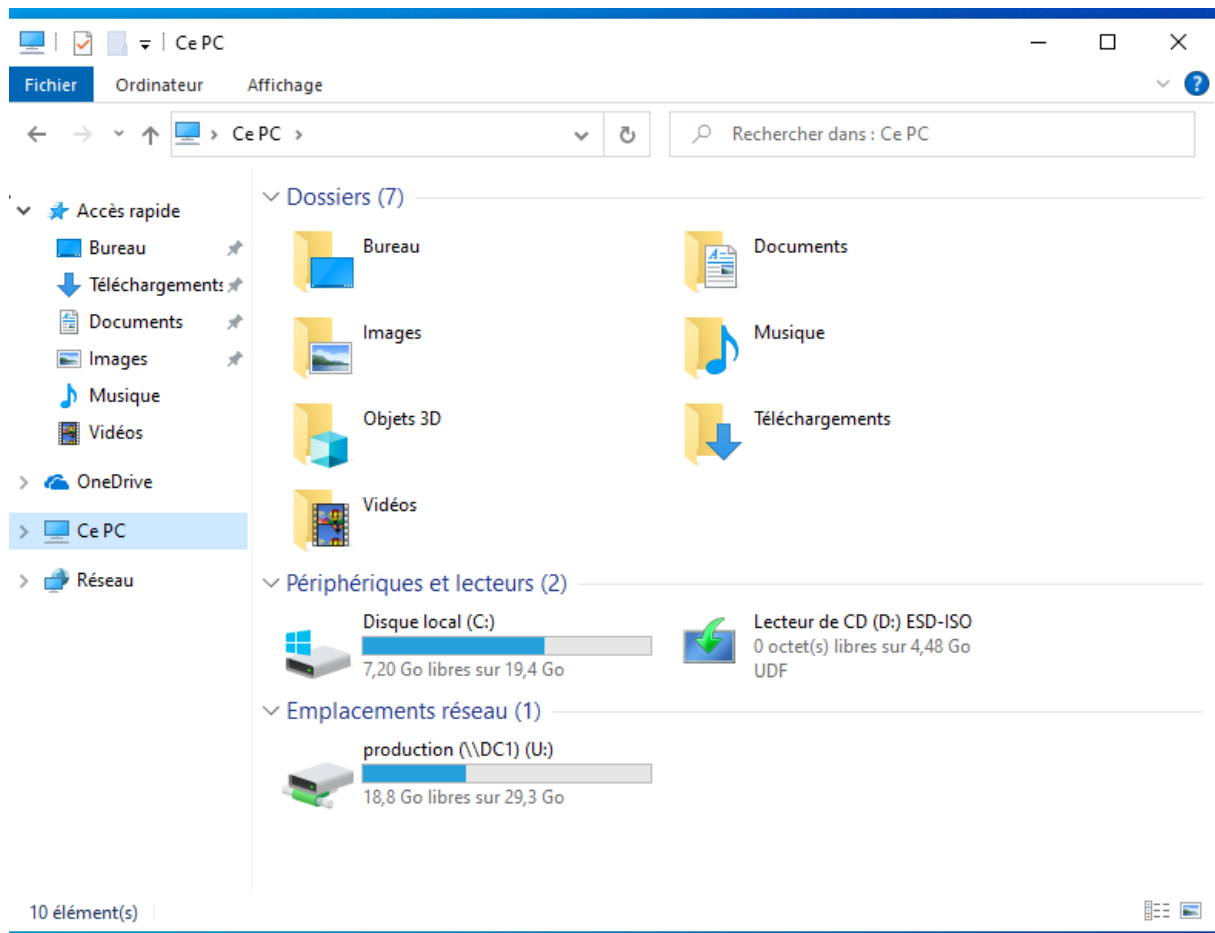 Ce PC
Fichier Ordinateur Affichage
Ce PC
Rechercher dans : Ce PC
Accès rapide
Bureau
Téléchargements
Documents
Images
Musique
Vidéos
OneDrive
Ce PC
Réseau
Dossiers (7)
Bureau
Documents
Images
Musique
Objets 3D
Téléchargements
Vidéos
Périphériques et lecteurs (2)
Disque local (C:)
7,20 Go libres sur 19,4 Go
Lecteur de CD (D:) ESD-ISO
0 octet(s) libres sur 4,48 Go
UDF
Emplacements réseau (1)
production (\\DC1) (U:)
18,8 Go libres sur 29,3 Go
10 élément(s)